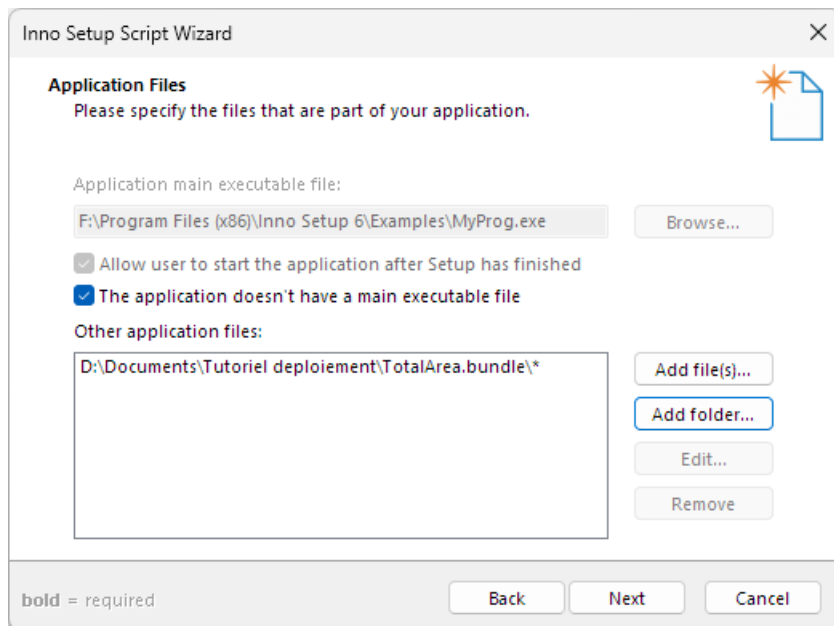 Inno Setup Script Wizard
Application Files
Please specify the files that are part of your application.
Application main executable file:
F:\Program Files (x86)\Inno Setup 6\Examples\MyProg.exe
Browse...
Allow user to start the application after Setup has finished
The application doesn't have a main executable file
Other application files:
D:\Documents\Tutoriel deploiement\TotalArea.bundle\*
Add file(s)...
Add folder...
Edit...
Remove
bold = required
Back
Next
Cancel